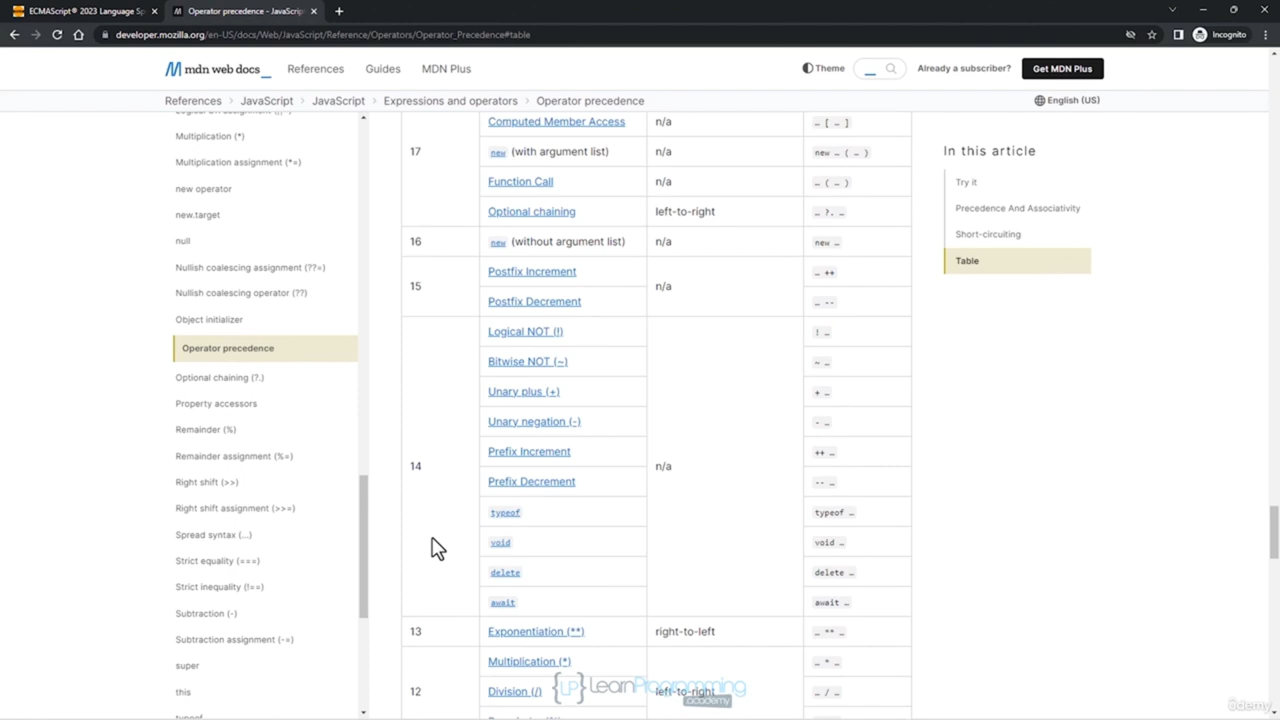 ECMAScript® 2023 Language Sp
Operator precedence - JavaScrip
developer.mozilla.org/en-US/docs/Web/JavaScript/Reference/Operators/Operator_Precedence#table
Incognito
mdn web docs_
References
Guides
MDN Plus
Theme
Already a subscriber?
Get MDN Plus
References > JavaScript > JavaScript > Expressions and operators > Operator precedence
English (US)
Multiplication (*)
Multiplication assignment (*=)
new operator
new.target
null
Nullish coalescing assignment (??=)
Nullish coalescing operator (??)
Object initializer
Operator precedence
Optional chaining (?.)
Property accessors
Remainder (%)
Remainder assignment (%=)
Right shift (>>)
Right shift assignment (>>=)
Spread syntax (...)
Strict equality (===)
Strict inequality (!==)
Subtraction (-)
Subtraction assignment (-=)
super
this
typeof
Computed Member Access n/a … [ … ]
17 new (with argument list) n/a new … ( … )
Function Call n/a … ( … )
Optional chaining left-to-right … ?. …
16 new (without argument list) n/a new …
Postfix Increment … ++
15 n/a
Postfix Decrement … --
Logical NOT (!) ! …
Bitwise NOT (~) ~ …
Unary plus (+) + …
Unary negation (-) - …
Prefix Increment ++ …
14 n/a
Prefix Decrement -- …
typeof typeof …
void void …
delete delete …
await await …
13 Exponentiation (**) right-to-left … ** …
Multiplication (*) … * …
12 Division (/) left-to-right … / …
In this article
Try it
Precedence And Associativity
Short-circuiting
Table
{LP} LearnProgramming
academy
ûdemy